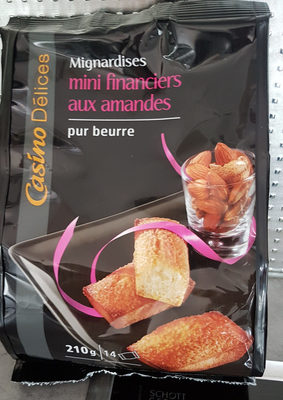 Casino Délices
Mignardises
mini financiers
aux amandes
pur beurre
210g/14
SCHOTT